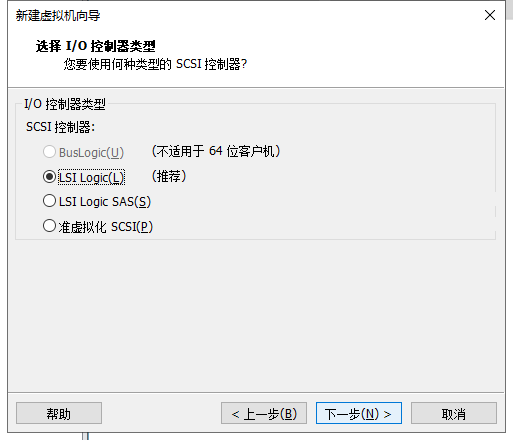 新建虚拟机向导
选择 I/O 控制器类型
您要使用何种类型的 SCSI 控制器?
I/O 控制器类型
SCSI 控制器:
BusLogic(U) (不适用于 64 位客户机)
LSI Logic(L) (推荐)
LSI Logic SAS(S)
准虚拟化 SCSI(P)
帮助 < 上一步(B) 下一步(N) > 取消